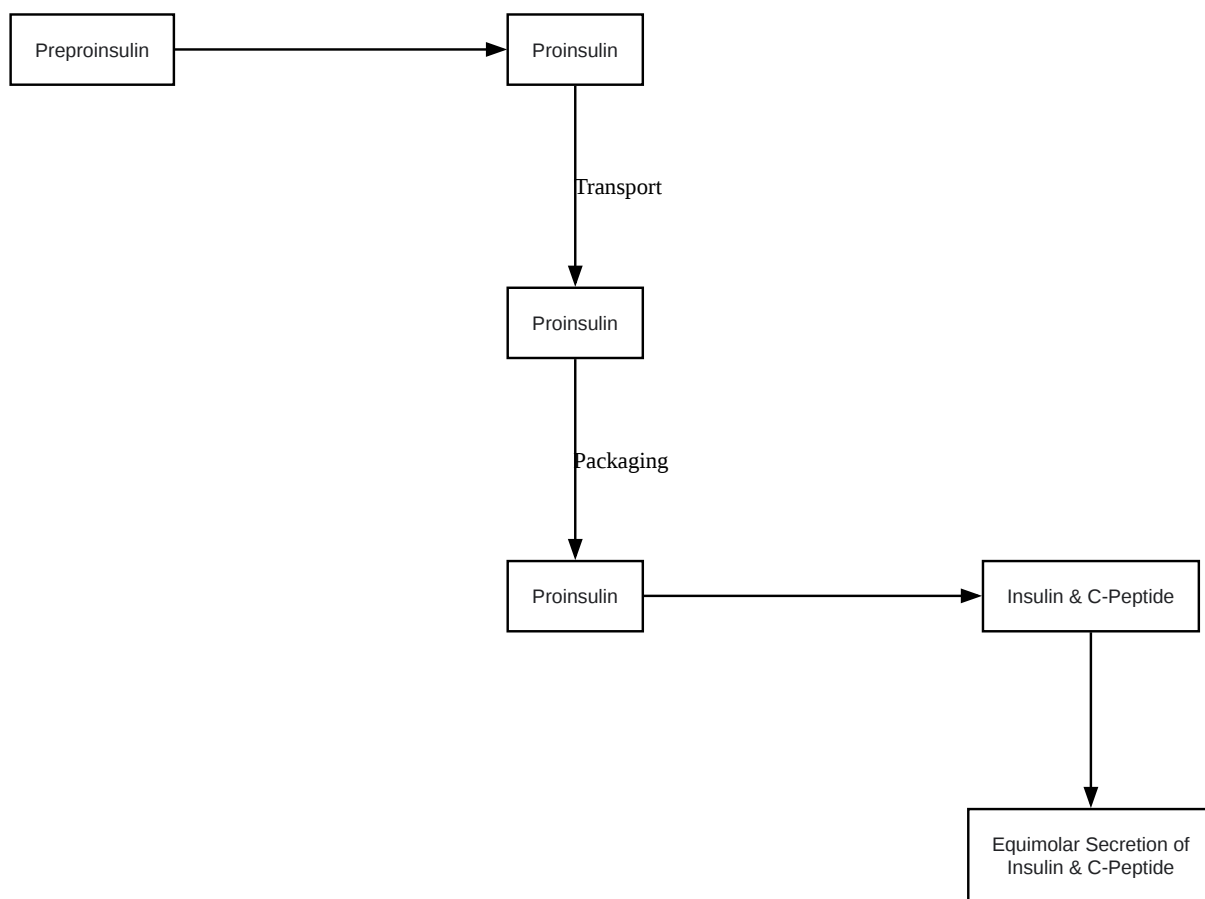 Preproinsulin
Proinsulin
Transport
Proinsulin
Packaging
Proinsulin
Insulin & C-Peptide
Equimolar Secretion of
Insulin & C-Peptide